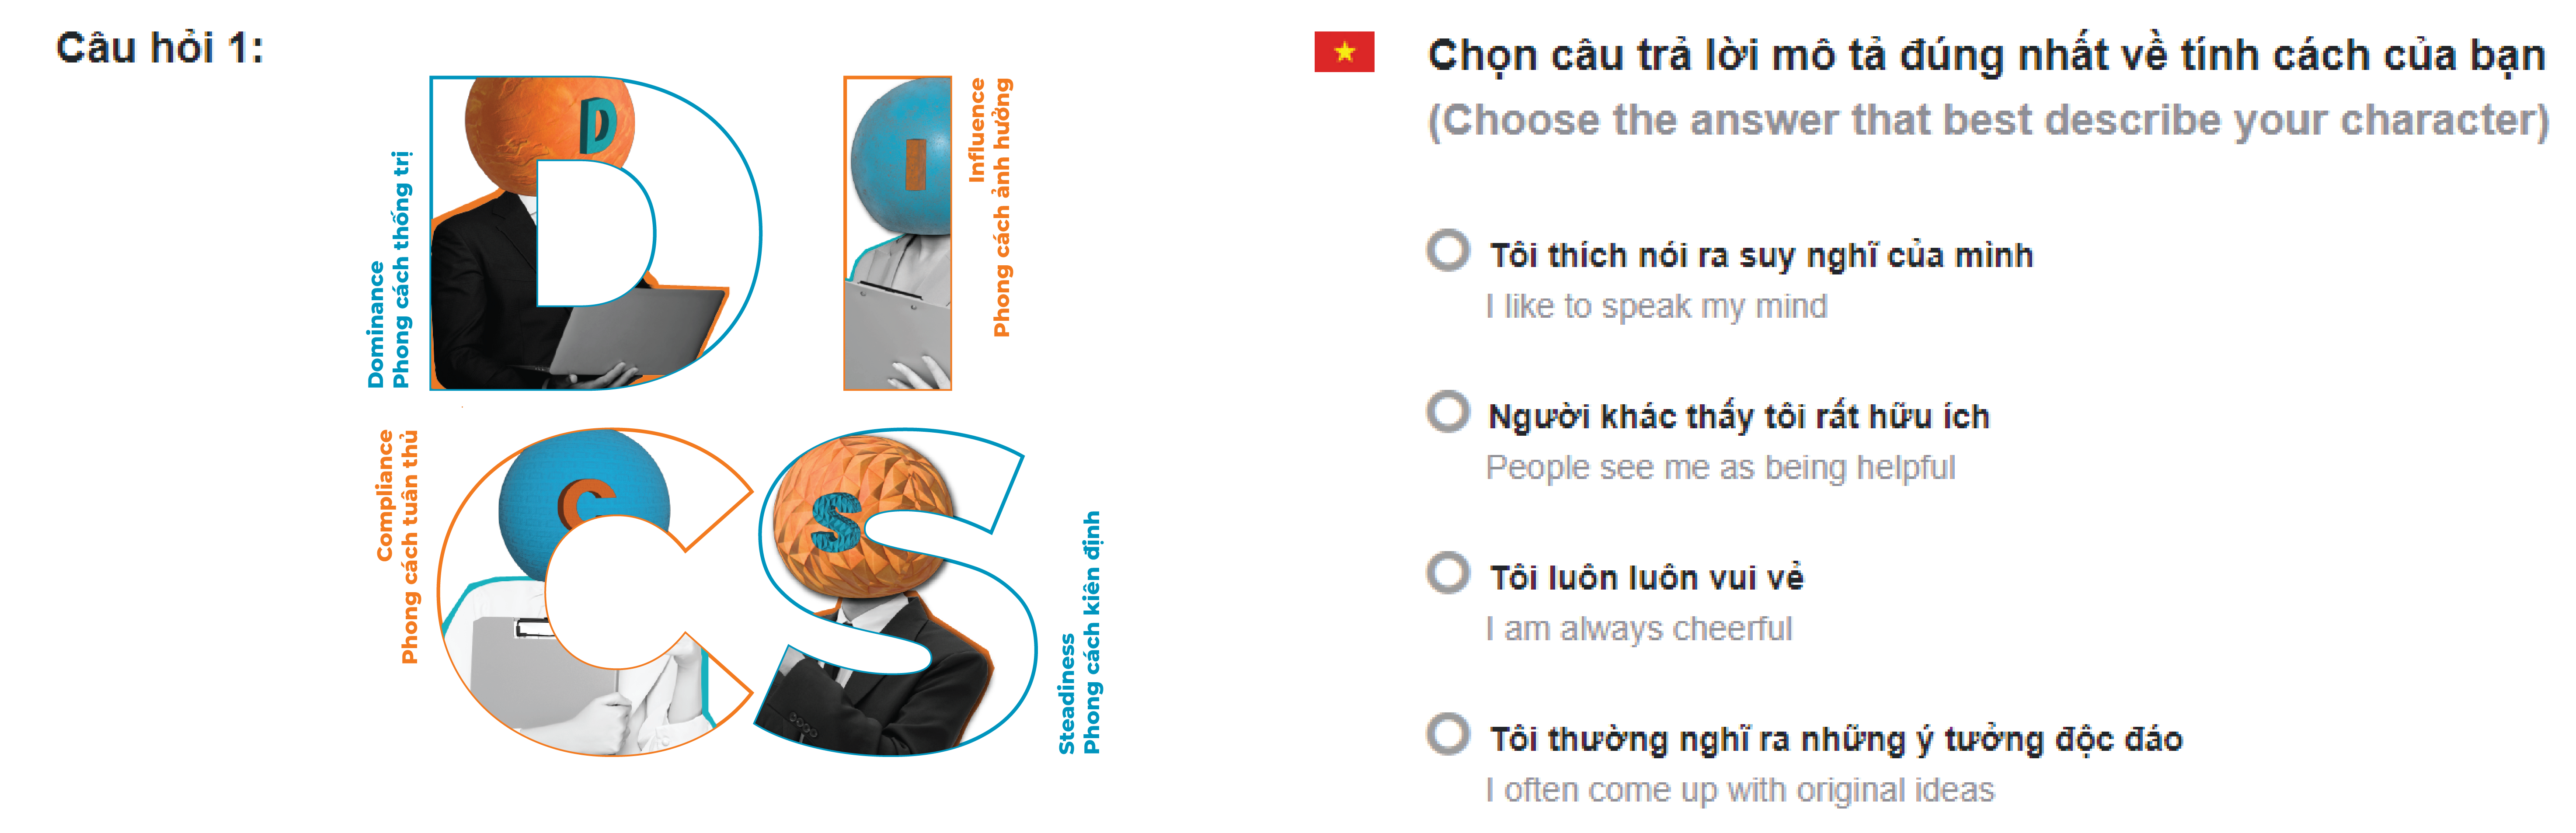 Câu hỏi 1:
D
Dominance
Phong cách thống trị
I
Influence
Phong cách ảnh hưởng
C
Compliance
Phong cách tuân thủ
S
Steadiness
Phong cách kiên định
Chọn câu trả lời mô tả đúng nhất về tính cách của bạn
(Choose the answer that best describe your character)
Tôi thích nói ra suy nghĩ của mình
I like to speak my mind
Người khác thấy tôi rất hữu ích
People see me as being helpful
Tôi luôn luôn vui vẻ
I am always cheerful
Tôi thường nghĩ ra những ý tưởng độc đáo
I often come up with original ideas